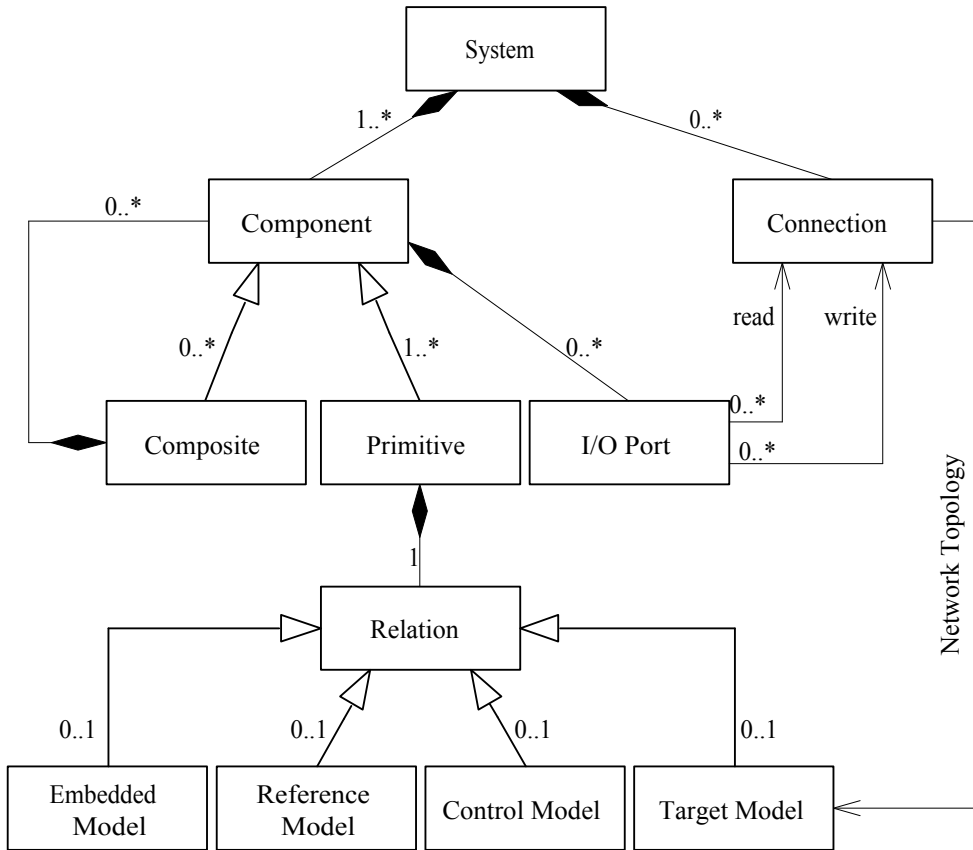 System
1..*
0..*
0..*
Component
Connection
read
write
0..*
1..*
0..*
0..*
0..*
Composite
Primitive
I/O Port
Network Topology
1
Relation
0..1
0..1
0..1
0..1
Embedded
Model
Reference
Model
Control Model
Target Model